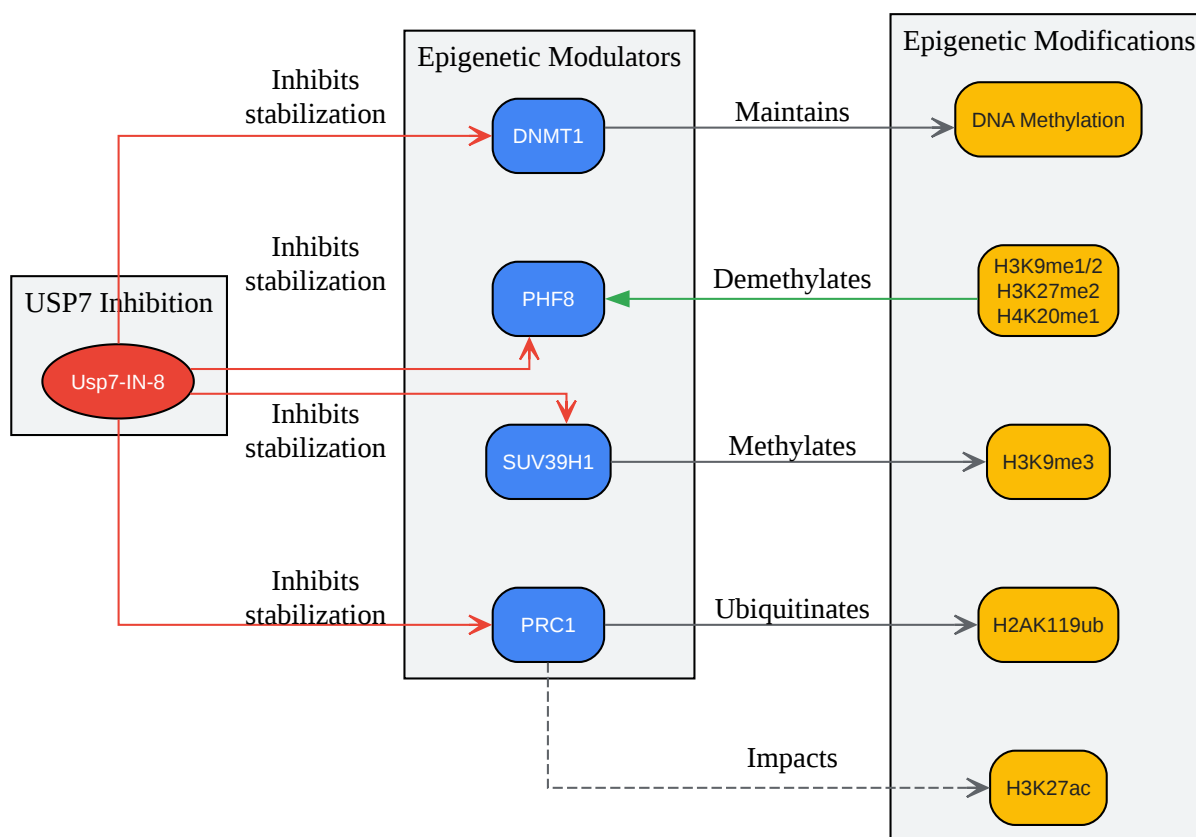 Epigenetic Modulators
Epigenetic Modifications
Inhibits
stabilization
DNMT1
Maintains
DNA Methylation
Inhibits
stabilization
PHF8
Demethylates
H3K9me1/2
H3K27me2
H4K20me1
USP7 Inhibition
Usp7-IN-8
Inhibits
stabilization
SUV39H1
Methylates
H3K9me3
Inhibits
stabilization
PRC1
Ubiquitinates
H2AK119ub
Impacts
H3K27ac